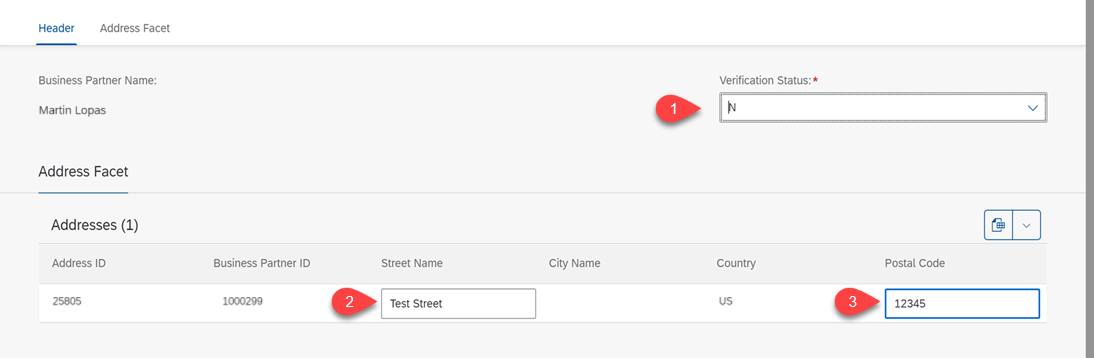 Header Address Facet
Business Partner Name: Verification Status:*
Martin Lopas 1 N
Address Facet
Addresses (1)
Address ID Business Partner ID Street Name City Name Country Postal Code
25805 1000299 2 Test Street US 3 12345